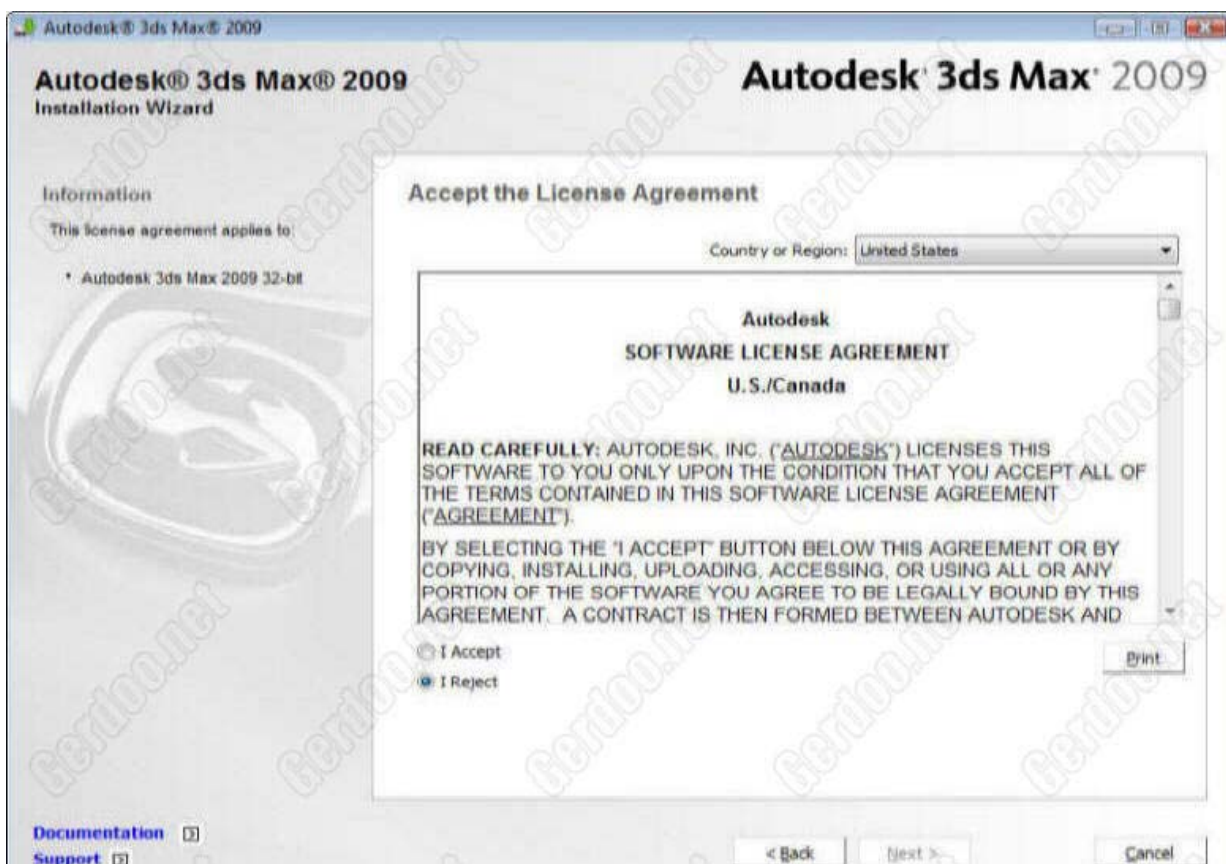 Autodesk® 3ds Max® 2009
Autodesk® 3ds Max® 2009
Installation Wizard
Autodesk® 3ds Max® 2009
Information
This license agreement applies to
* Autodesk 3ds Max 2009 32-bit
Accept the License Agreement
Country or Region: United States
Autodesk
SOFTWARE LICENSE AGREEMENT
U.S./Canada
READ CAREFULLY: AUTODESK, INC. ("AUTODESK") LICENSES THIS
SOFTWARE TO YOU ONLY UPON THE CONDITION THAT YOU ACCEPT ALL OF
THE TERMS CONTAINED IN THIS SOFTWARE LICENSE AGREEMENT
("AGREEMENT").
BY SELECTING THE "I ACCEPT" BUTTON BELOW THIS AGREEMENT OR BY
COPYING, INSTALLING, UPLOADING, ACCESSING, OR USING ALL OR ANY
PORTION OF THE SOFTWARE YOU AGREE TO BE LEGALLY BOUND BY THIS
AGREEMENT. A CONTRACT IS THEN FORMED BETWEEN AUTODESK AND
I Accept
I Reject
Print
Documentation
Support
< Back
Next >
Cancel
Gerdoo.net